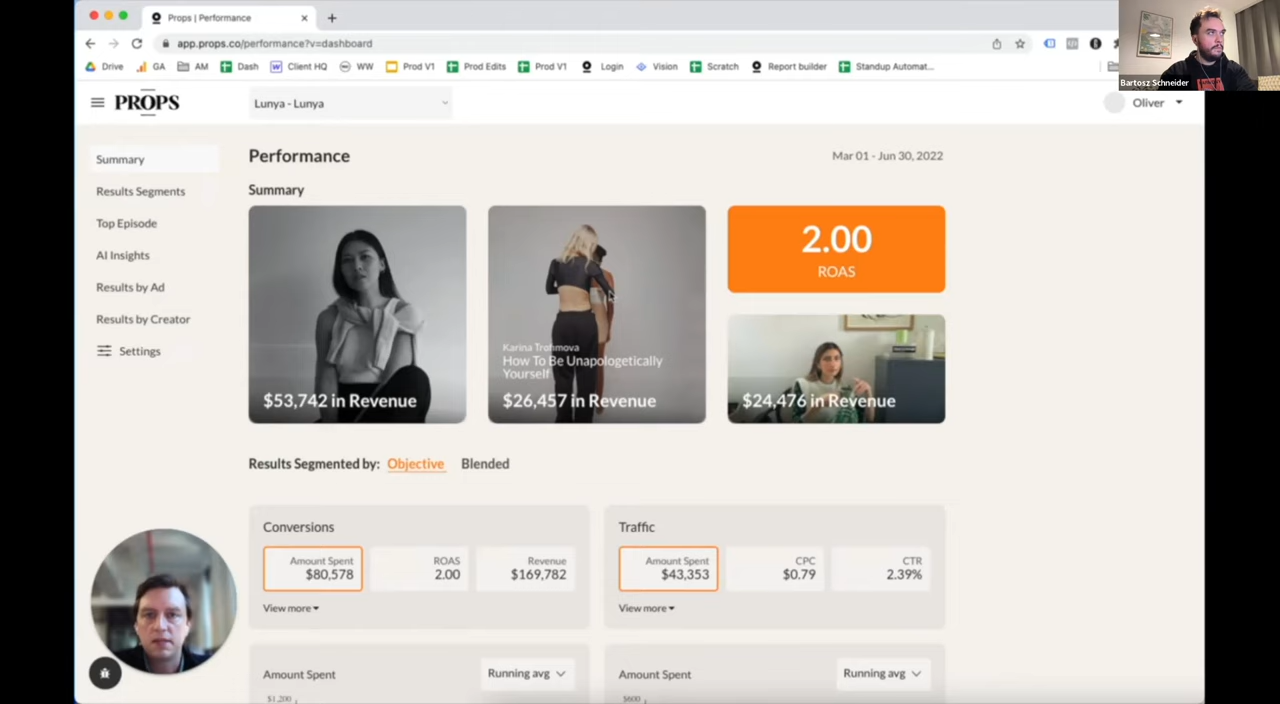 Props | Performance
app.props.co/performance?v=dashboard
Drive GA AM Dash Client HQ WW Prod V1 Prod Edits Prod V1 Login Vision Scratch Report builder Standup Automat...
Bartosz Schneider
PROPS
Lunya - Lunya
Oliver
Summary
Results Segments
Top Episode
AI Insights
Results by Ad
Results by Creator
Settings
Performance
Mar 01 - Jun 30, 2022
Summary
$53,742 in Revenue
Karina
How To Be Unapologetically
Yourself
$26,457 in Revenue
2.00
ROAS
$24,476 in Revenue
Results Segmented by: Objective Blended
Conversions
Amount Spent
$80,578
ROAS
2.00
Revenue
$169,782
View more
Traffic
Amount Spent
$43,353
CPC
$0.79
CTR
2.39%
View more
Amount Spent
Running avg
$1,200
Amount Spent
Running avg
$600